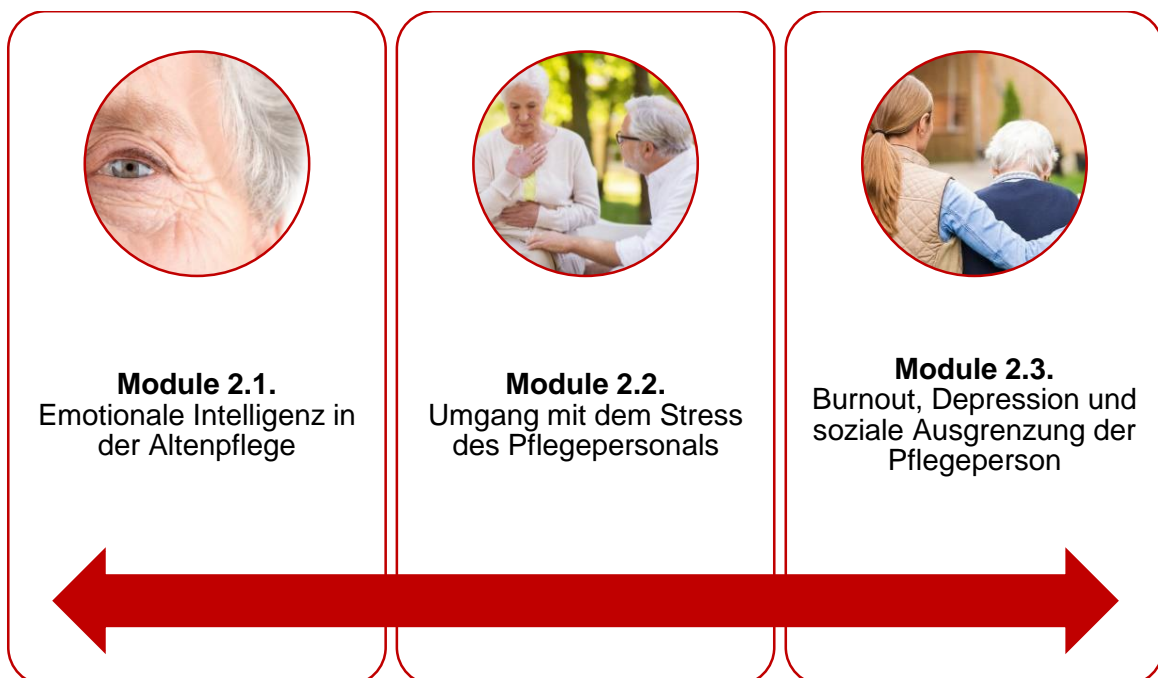 Module 2.1.
Emotionale Intelligenz in
der Altenpflege
Module 2.2.
Umgang mit dem Stress
des Pflegepersonals
Module 2.3.
Burnout, Depression und
soziale Ausgrenzung der
Pflegeperson